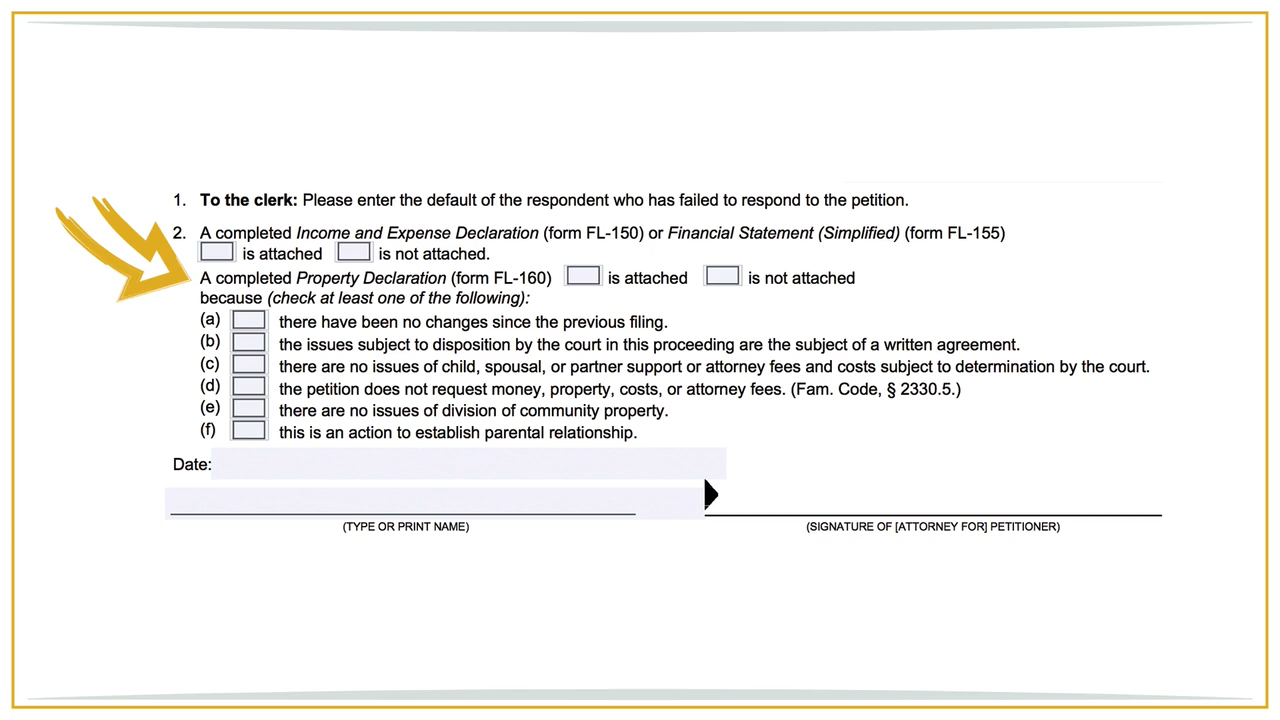 1. To the clerk: Please enter the default of the respondent who has failed to respond to the petition.
2. A completed Income and Expense Declaration (form FL-150) or Financial Statement (Simplified) (form FL-155)
is attached is not attached.
A completed Property Declaration (form FL-160) is attached is not attached
because (check at least one of the following):
(a) there have been no changes since the previous filing.
(b) the issues subject to disposition by the court in this proceeding are the subject of a written agreement.
(c) there are no issues of child, spousal, or partner support or attorney fees and costs subject to determination by the court.
(d) the petition does not request money, property, costs, or attorney fees. (Fam. Code, § 2330.5.)
(e) there are no issues of division of community property.
(f) this is an action to establish parental relationship.
Date:
(TYPE OR PRINT NAME) (SIGNATURE OF [ATTORNEY FOR] PETITIONER)